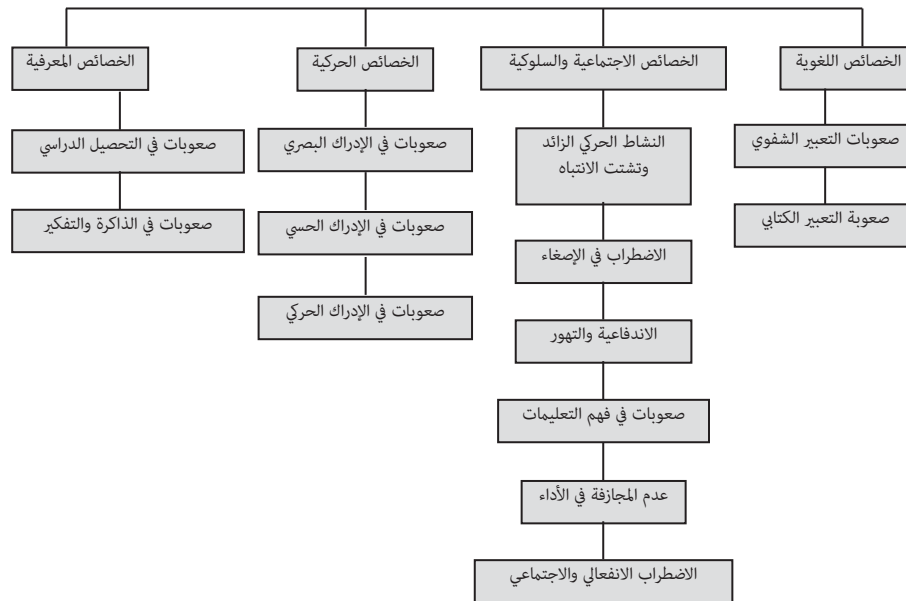 الخصائص اللغوية
صعوبات التعبير الشفوي
صعوبة التعبير الكتابي
الخصائص الاجتماعية والسلوكية
النشاط الحركي الزائد
وتشتت الانتباه
الاضطراب في الإصغاء
الاندفاعية والتهور
صعوبات في فهم التعليمات
عدم المجازفة في الأداء
الاضطراب الانفعالي والاجتماعي
الخصائص الحركية
صعوبات في الإدراك البصري
صعوبات في الإدراك الحسي
صعوبات في الإدراك الحركي
الخصائص المعرفية
صعوبات في التحصيل الدراسي
صعوبات في الذاكرة والتفكير